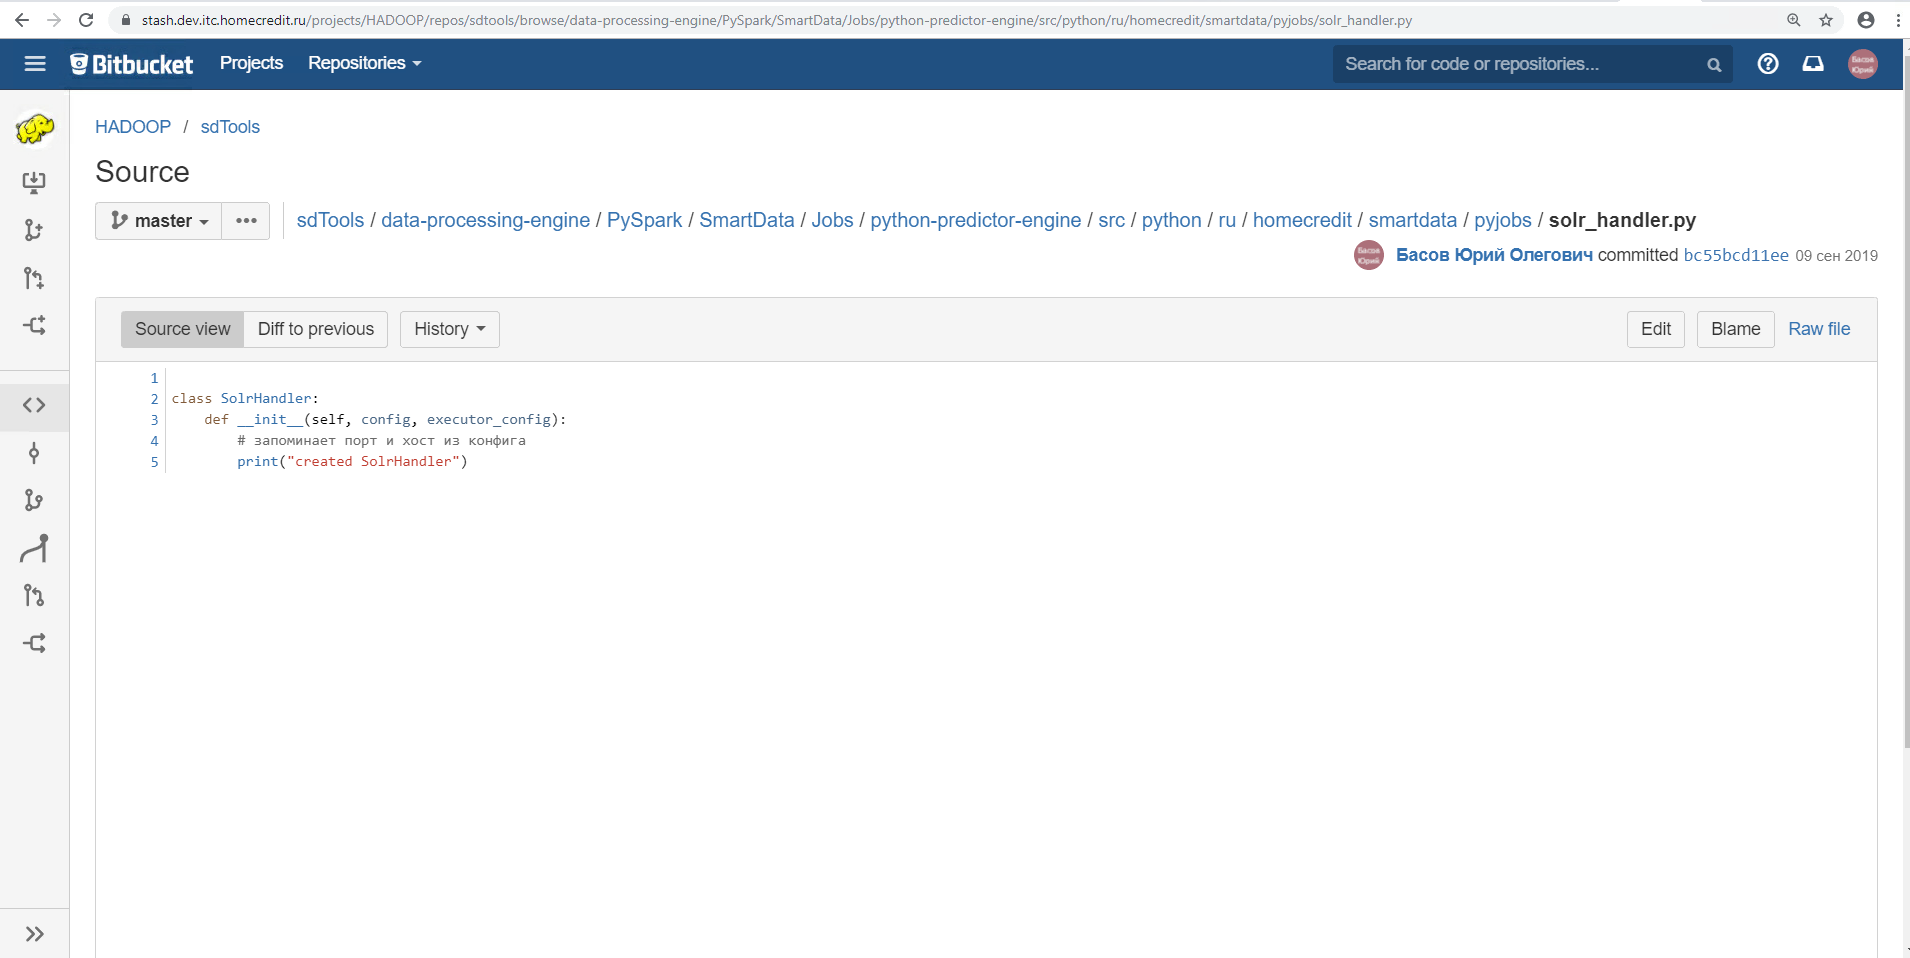 stash.dev.itc.homecredit.ru/projects/HADOOP/repos/sdtools/browse/data-processing-engine/PySpark/SmartData/Jobs/python-predictor-engine/src/python/ru/homecredit/smartdata/pyjobs/solr_handler.py
Bitbucket Projects Repositories Search for code or repositories... Басов Юрий
HADOOP / sdTools
Source
master ••• sdTools / data-processing-engine / PySpark / SmartData / Jobs / python-predictor-engine / src / python / ru / homecredit / smartdata / pyjobs / solr_handler.py
Басов Юрий Басов Юрий Олегович committed bc55bcd11ee 09 сен 2019
Source view Diff to previous History Edit Blame Raw file
1
2 class SolrHandler:
3     def __init__(self, config, executor_config):
4         # запоминает порт и хост из конфига
5         print("created SolrHandler")